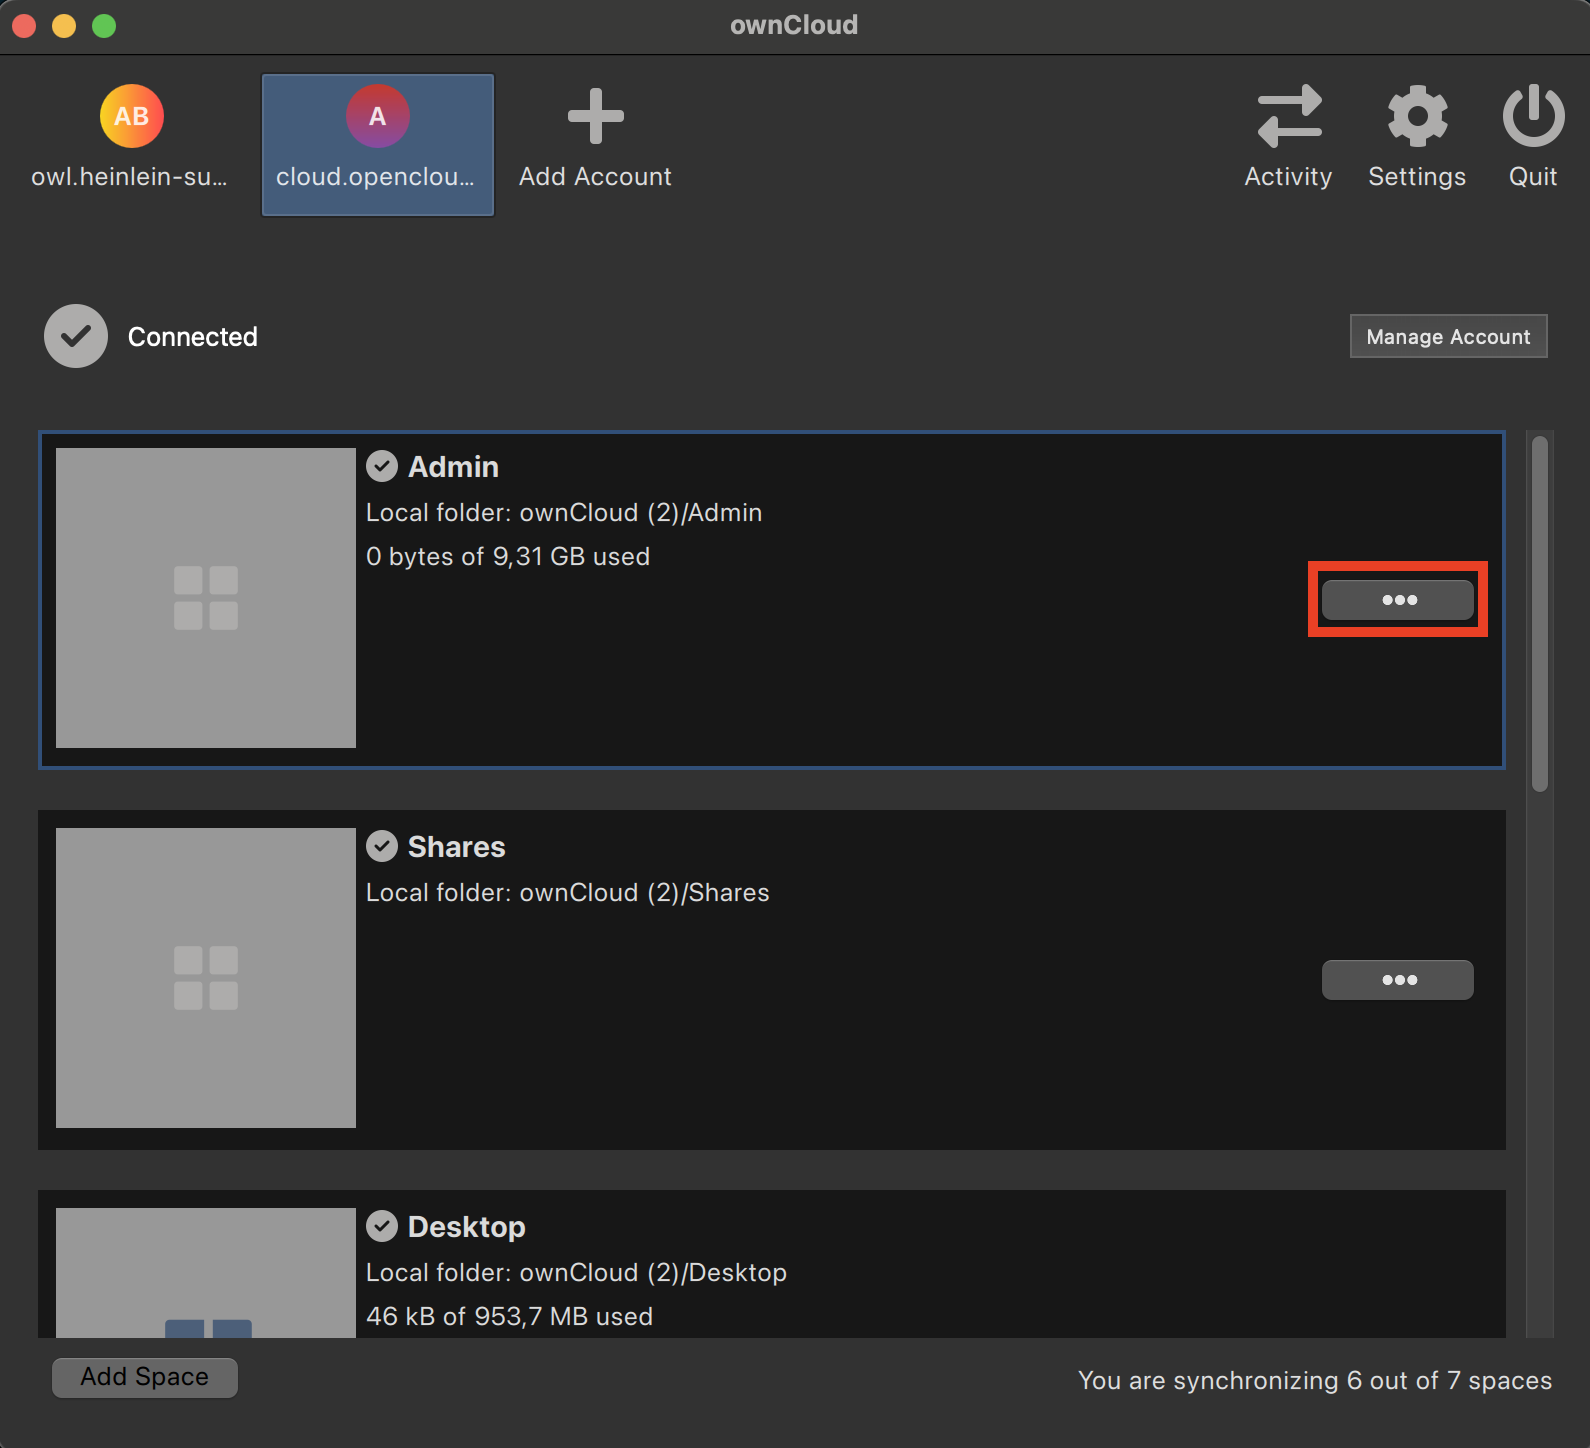 ownCloud
AB
A
owl.heinlein-su...
cloud.openclou...
Add Account
Activity
Settings
Quit
Connected
Manage Account
Admin
Local folder: ownCloud (2)/Admin
0 bytes of 9,31 GB used
Shares
Local folder: ownCloud (2)/Shares
Desktop
Local folder: ownCloud (2)/Desktop
46 kB of 953,7 MB used
Add Space
You are synchronizing 6 out of 7 spaces